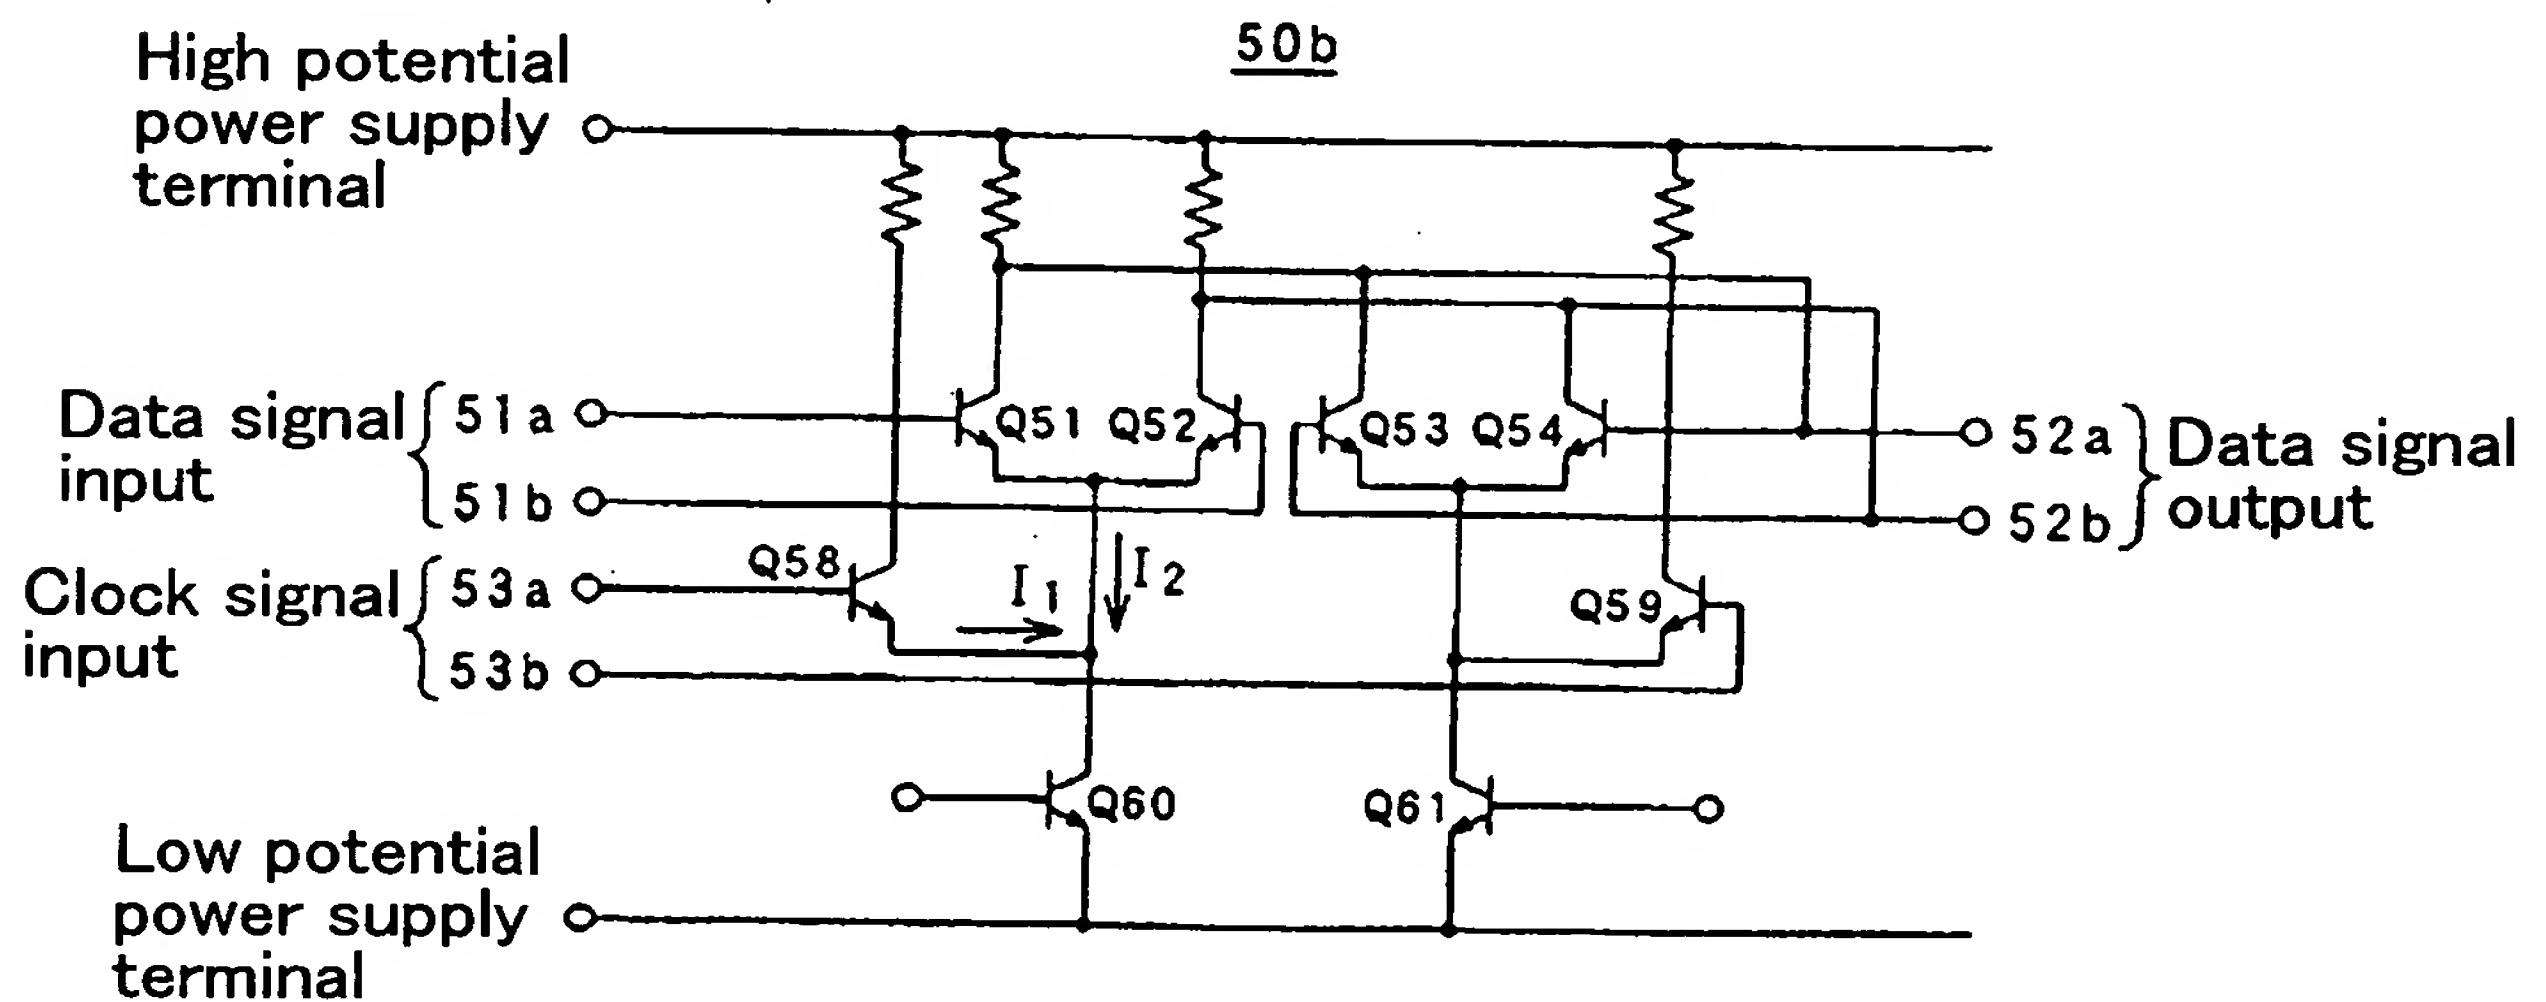 50b
High potential
power supply
terminal
Data signal
input
51a
51b
Q51
Q52
Q53
Q54
52a
52b
Data signal
output
Clock signal
input
53a
53b
Q58
I1
I2
Q59
Q60
Q61
Low potential
power supply
terminal